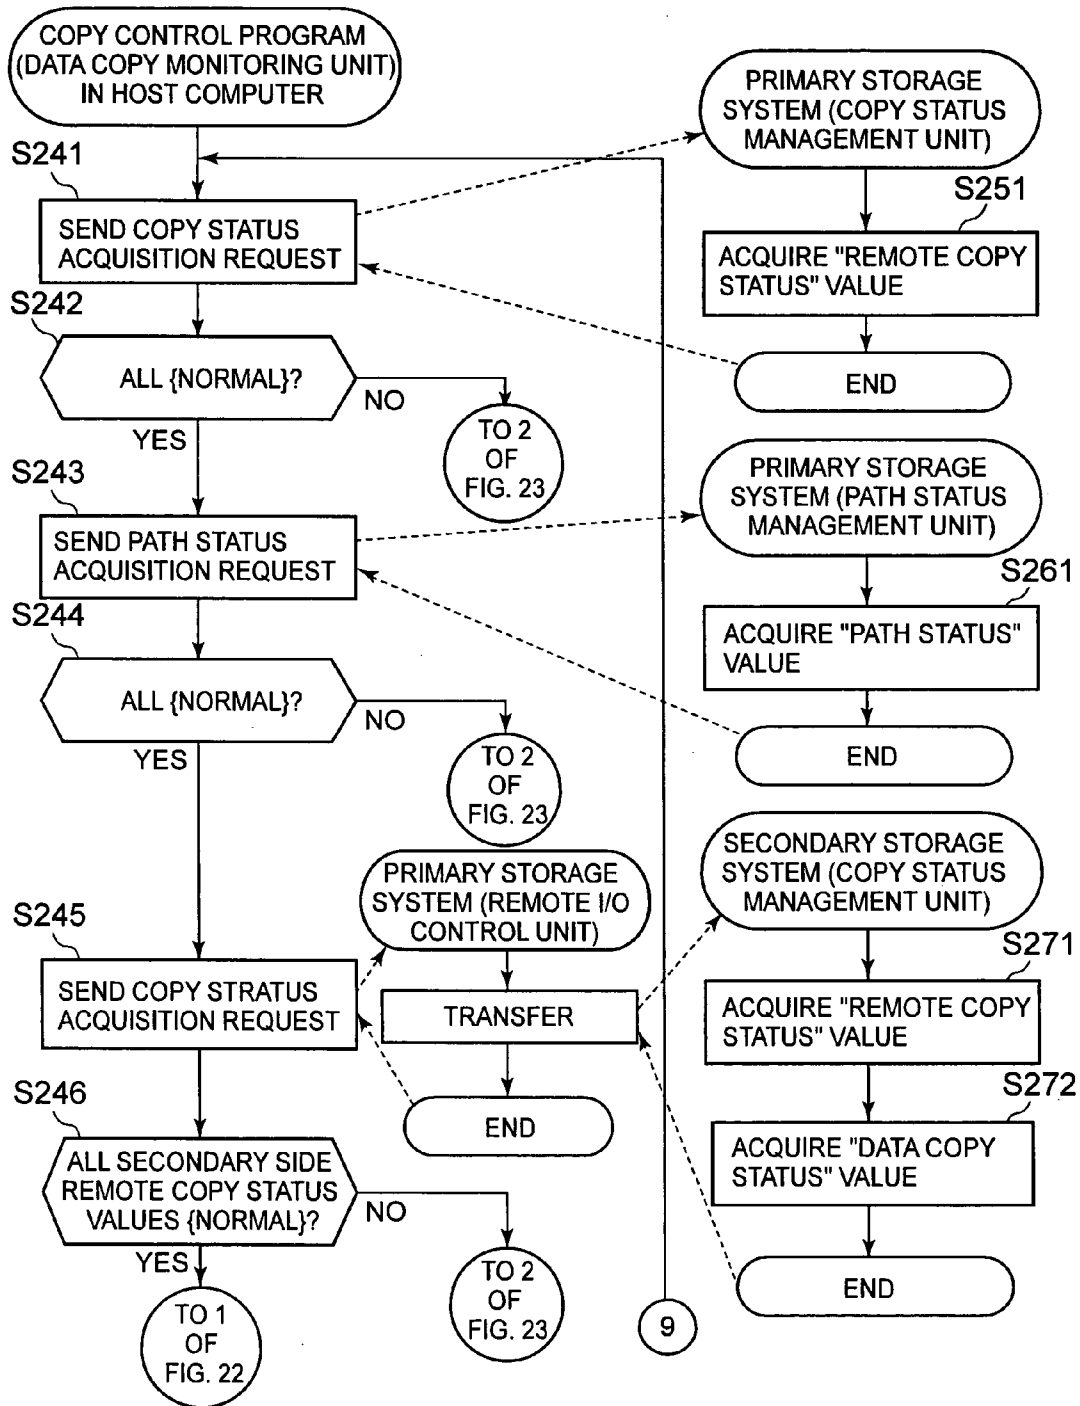 COPY CONTROL PROGRAM
(DATA COPY MONITORING UNIT)
IN HOST COMPUTER
PRIMARY STORAGE
SYSTEM (COPY STATUS
MANAGEMENT UNIT)
S241
SEND COPY STATUS
ACQUISITION REQUEST
S251
ACQUIRE "REMOTE COPY
STATUS" VALUE
END
S242
ALL {NORMAL}?
NO
YES
TO 2
OF
FIG. 23
PRIMARY STORAGE
SYSTEM (PATH STATUS
MANAGEMENT UNIT)
S243
SEND PATH STATUS
ACQUISITION REQUEST
S261
ACQUIRE "PATH STATUS"
VALUE
END
S244
ALL {NORMAL}?
NO
YES
TO 2
OF
FIG. 23
PRIMARY STORAGE
SYSTEM (REMOTE I/O
CONTROL UNIT)
SECONDARY STORAGE
SYSTEM (COPY STATUS
MANAGEMENT UNIT)
S245
SEND COPY STRATUS
ACQUISITION REQUEST
TRANSFER
END
S271
ACQUIRE "REMOTE COPY
STATUS" VALUE
S272
ACQUIRE "DATA COPY
STATUS" VALUE
END
S246
ALL SECONDARY SIDE
REMOTE COPY STATUS
VALUES {NORMAL}?
NO
YES
TO 2
OF
FIG. 23
TO 1
OF
FIG. 22
9